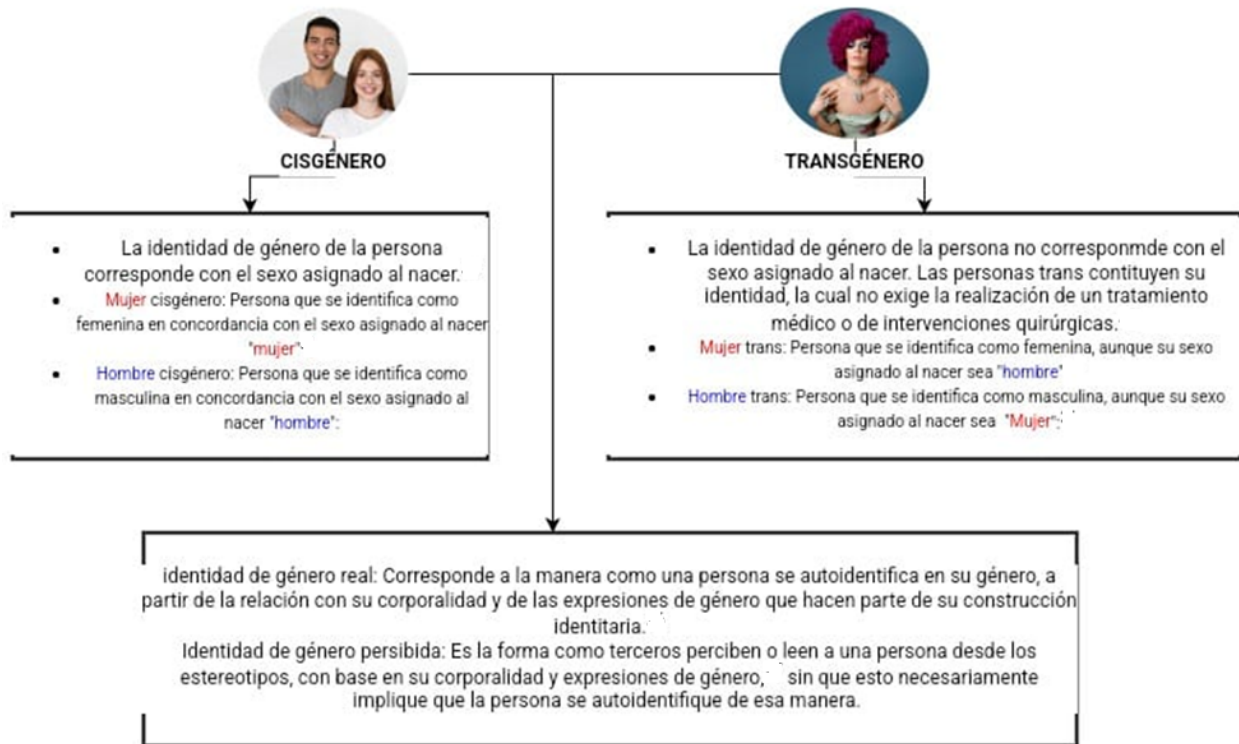 CISGÉNERO
• La identidad de género de la persona
corresponde con el sexo asignado al nacer.
• Mujer cisgénero: Persona que se identifica como
femenina en concordancia con el sexo asignado al nacer
"mujer":
• Hombre cisgénero: Persona que se identifica como
masculina en concordancia con el sexo asignado al
nacer "hombre":
TRANSGÉNERO
• La identidad de género de la persona no corresponmde con el
sexo asignado al nacer. Las personas trans contituyen su
identidad, la cual no exige la realización de un tratamiento
médico o de intervenciones quirúrgicas.
• Mujer trans: Persona que se identifica como femenina, aunque su sexo
asignado al nacer sea "hombre"
• Hombre trans: Persona que se identifica como masculina, aunque su sexo
asignado al nacer sea "Mujer":
identidad de género real: Corresponde a la manera como una persona se autoidentifica en su género, a
partir de la relación con su corporalidad y de las expresiones de género que hacen parte de su construcción
identitaria.
Identidad de género persibida: Es la forma como terceros perciben o leen a una persona desde los
estereotipos, con base en su corporalidad y expresiones de género, sin que esto necesariamente
implique que la persona se autoidentifique de esa manera.